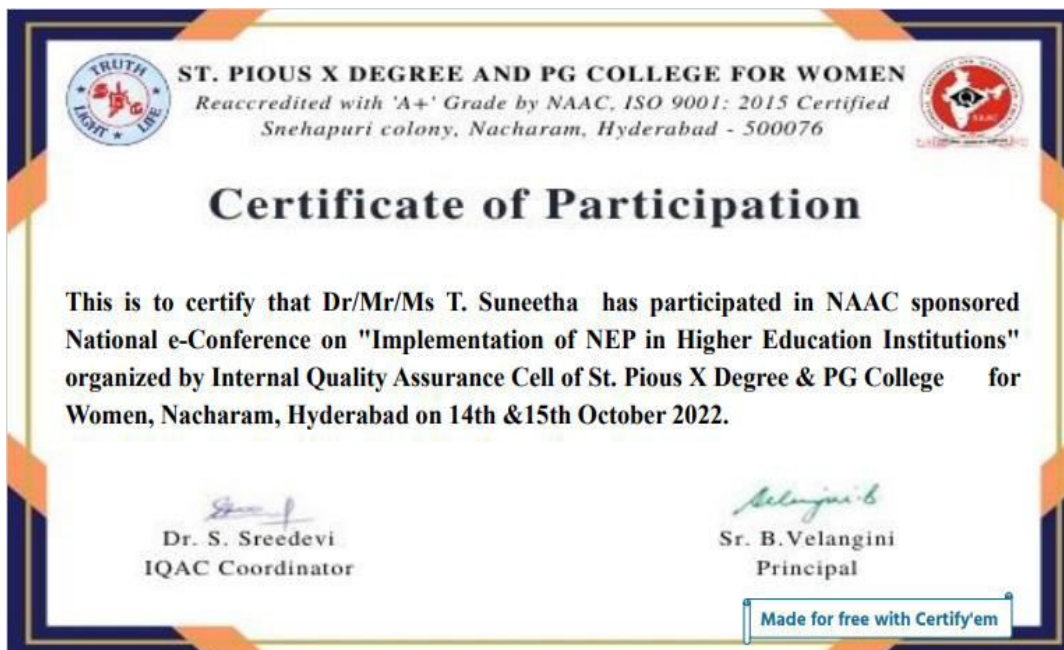 TRUTH
LIGHT ★ LIFE
ST. PIOUS X DEGREE AND PG COLLEGE FOR WOMEN
Reaccredited with 'A+' Grade by NAAC, ISO 9001: 2015 Certified
Snehapuri colony, Nacharam, Hyderabad - 500076
NAAC
Certificate of Participation
This is to certify that Dr/Mr/Ms T. Suneetha has participated in NAAC sponsored
National e-Conference on "Implementation of NEP in Higher Education Institutions"
organized by Internal Quality Assurance Cell of St. Pious X Degree & PG College for
Women, Nacharam, Hyderabad on 14th &15th October 2022.
Dr. S. Sreedevi
IQAC Coordinator
Sr. B.Velangini
Principal
Made for free with Certify'em